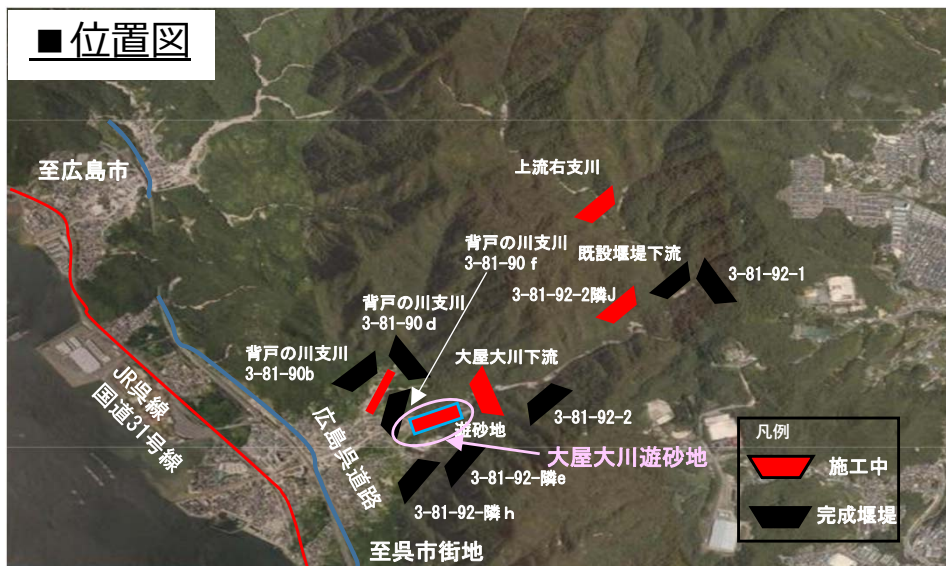 ■位置図
至広島市
上流右支川
背戸の川支川
3-81-90 f
既設堰堤下流
3-81-92-1
3-81-92-2隣J
背戸の川支川
3-81-90 d
背戸の川支川
3-81-90b
大屋大川下流
3-81-92-2
JR呉線
国道31号線
広島呉道路
遊砂地
大屋大川遊砂地
3-81-92-隣e
3-81-92-隣h
至呉市街地
凡例
施工中
完成堰堤